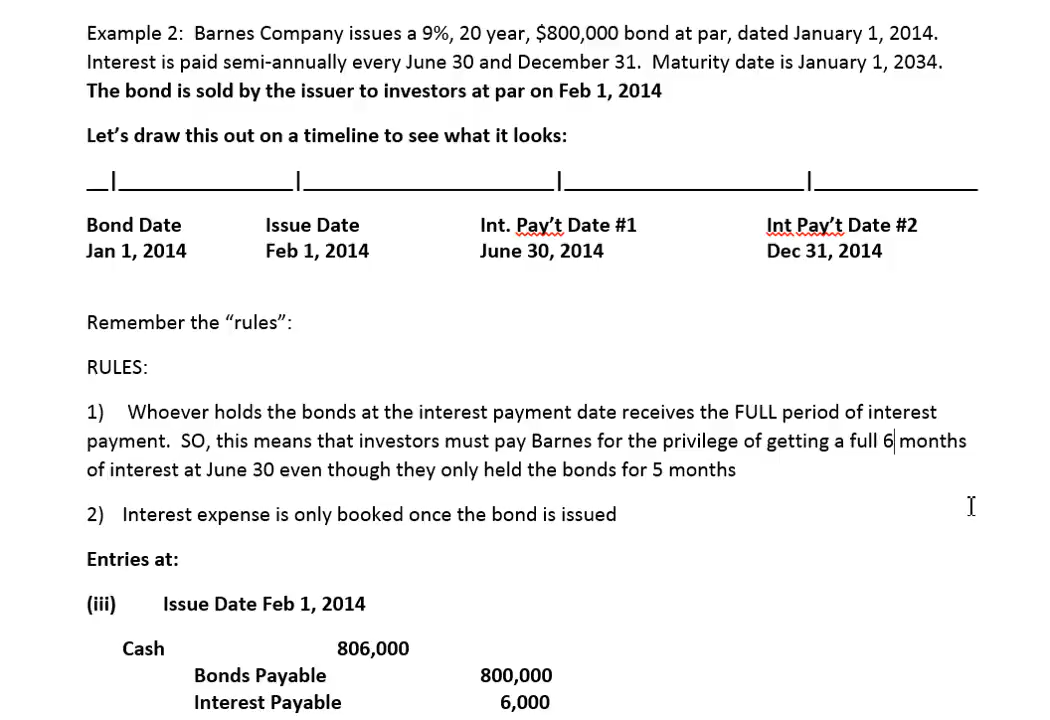 Example 2:  Barnes Company issues a 9%, 20 year, $800,000 bond at par, dated January 1, 2014.
Interest is paid semi-annually every June 30 and December 31.  Maturity date is January 1, 2034.
The bond is sold by the issuer to investors at par on Feb 1, 2014
Let's draw this out on a timeline to see what it looks:
Bond Date Issue Date Int. Pay't Date #1 Int Pay't Date #2
Jan 1, 2014 Feb 1, 2014 June 30, 2014 Dec 31, 2014
Remember the “rules”:
RULES:
1) Whoever holds the bonds at the interest payment date receives the FULL period of interest
payment.  SO, this means that investors must pay Barnes for the privilege of getting a full 6 months
of interest at June 30 even though they only held the bonds for 5 months
2) Interest expense is only booked once the bond is issued
Entries at:
(iii) Issue Date Feb 1, 2014
Cash 806,000
Bonds Payable 800,000
Interest Payable 6,000